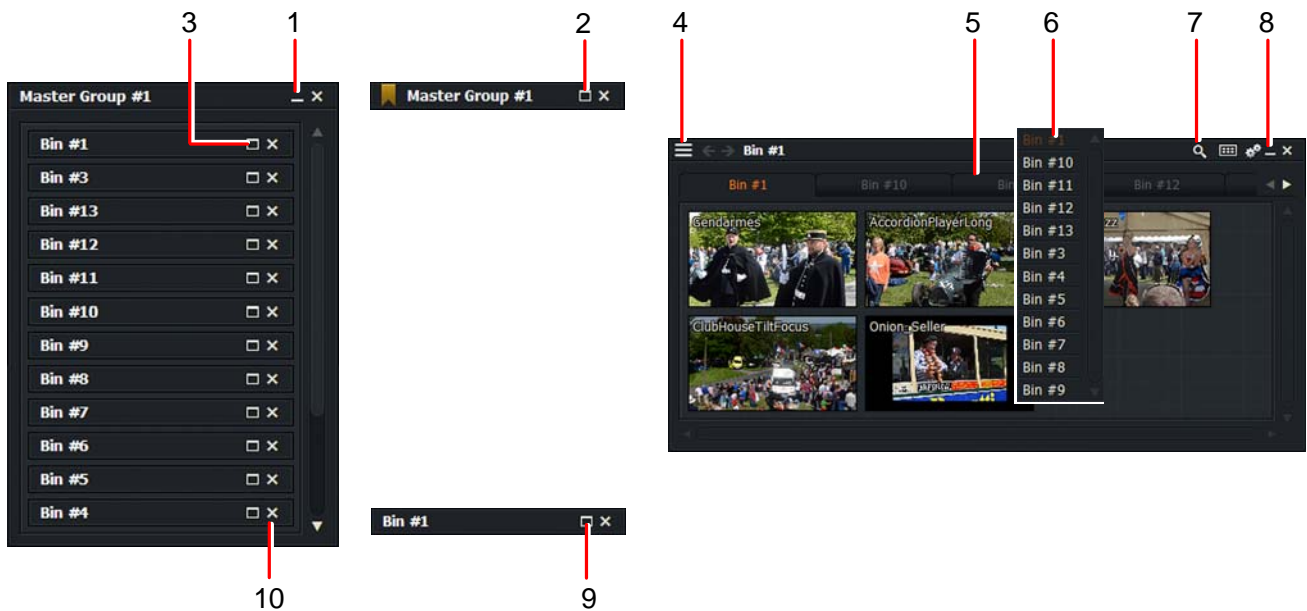 3
1
2
4
5
6
7
8
Master Group #1
Bin #1
Bin #3
Bin #13
Bin #12
Bin #11
Bin #10
Bin #9
Bin #8
Bin #7
Bin #6
Bin #5
Bin #4
10
Master Group #1
Bin #1
9
Bin #1
Bin #1
Bin #10
Bin
Bin #12
Gendarmes
AccordionPlayerLong
zz
ClubHouseTiltFocus
Onion_Seller
Bin #1
Bin #10
Bin #11
Bin #12
Bin #13
Bin #3
Bin #4
Bin #5
Bin #6
Bin #7
Bin #8
Bin #9